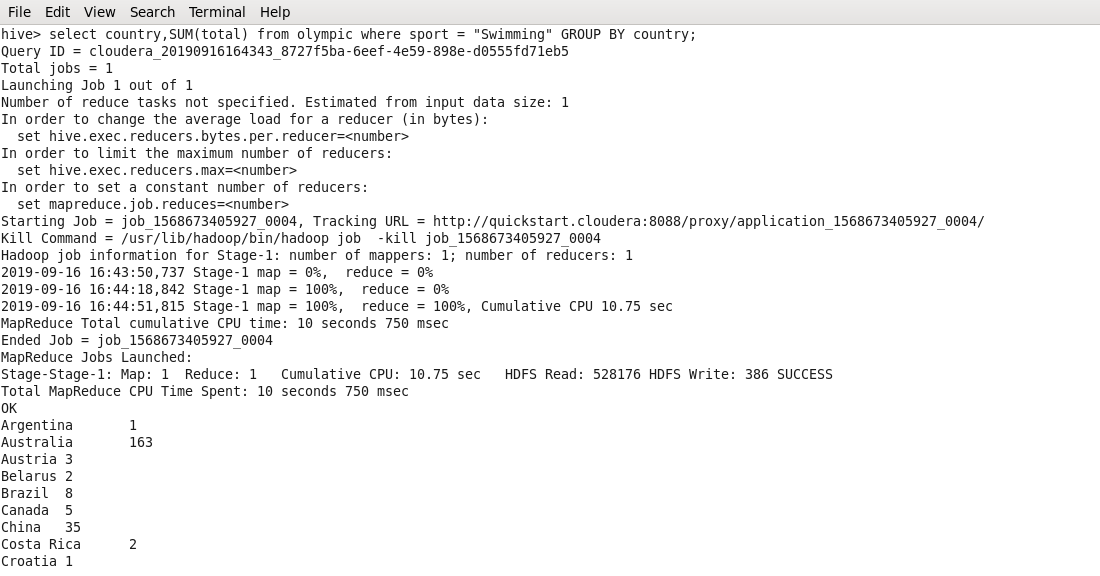 File Edit View Search Terminal Help
hive> select country,SUM(total) from olympic where sport = "Swimming" GROUP BY country;
Query ID = cloudera_20190916164343_8727f5ba-6eef-4e59-898e-d0555fd71eb5
Total jobs = 1
Launching Job 1 out of 1
Number of reduce tasks not specified. Estimated from input data size: 1
In order to change the average load for a reducer (in bytes):
  set hive.exec.reducers.bytes.per.reducer=<number>
In order to limit the maximum number of reducers:
  set hive.exec.reducers.max=<number>
In order to set a constant number of reducers:
  set mapreduce.job.reduces=<number>
Starting Job = job_1568673405927_0004, Tracking URL = http://quickstart.cloudera:8088/proxy/application_1568673405927_0004/
Kill Command = /usr/lib/hadoop/bin/hadoop job  -kill job_1568673405927_0004
Hadoop job information for Stage-1: number of mappers: 1; number of reducers: 1
2019-09-16 16:43:50,737 Stage-1 map = 0%,  reduce = 0%
2019-09-16 16:44:18,842 Stage-1 map = 100%,  reduce = 0%
2019-09-16 16:44:51,815 Stage-1 map = 100%,  reduce = 100%, Cumulative CPU 10.75 sec
MapReduce Total cumulative CPU time: 10 seconds 750 msec
Ended Job = job_1568673405927_0004
MapReduce Jobs Launched:
Stage-Stage-1: Map: 1  Reduce: 1   Cumulative CPU: 10.75 sec   HDFS Read: 528176 HDFS Write: 386 SUCCESS
Total MapReduce CPU Time Spent: 10 seconds 750 msec
OK
Argentina       1
Australia       163
Austria 3
Belarus 2
Brazil  8
Canada  5
China   35
Costa Rica      2
Croatia 1